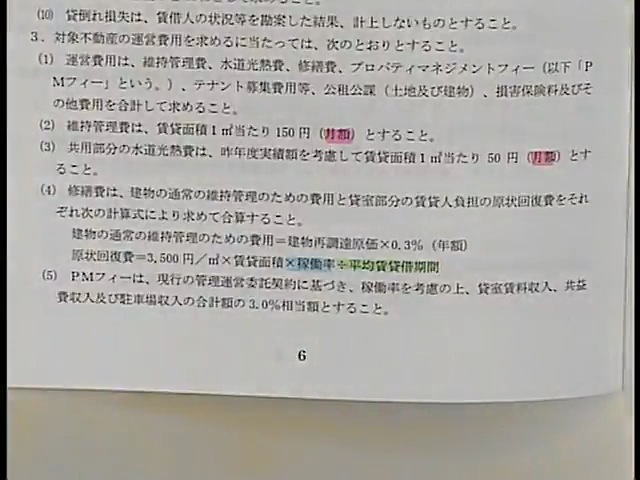 (10) 貸倒れ損失は、賃借人の状況等を勘案した結果、計上しないものとすること。
3．対象不動産の運営費用を求めるに当たっては、次のとおりとすること。
(1) 運営費用は、維持管理費、水道光熱費、修繕費、プロパティマネジメントフィー（以下「P
Mフィー」という。）、テナント募集費用等、公租公課（土地及び建物）、損害保険料及びそ
の他費用を合計して求めること。
(2) 維持管理費は、賃貸面積1㎡当たり 150 円（月額）とすること。
(3) 共用部分の水道光熱費は、昨年度実績額を考慮して賃貸面積1㎡当たり 50 円（月額）とす
ること。
(4) 修繕費は、建物の通常の維持管理のための費用と貸室部分の賃貸人負担の原状回復費をそれ
ぞれ次の計算式により求めて合算すること。
建物の通常の維持管理のための費用＝建物再調達原価×0.3％（年額）
原状回復費＝3,500 円／㎡×賃貸面積×稼働率÷平均賃貸借期間
(5) PMフィーは、現行の管理運営委託契約に基づき、稼働率を考慮の上、貸室賃料収入、共益
費収入及び駐車場収入の合計額の 3.0％相当額とすること。
6